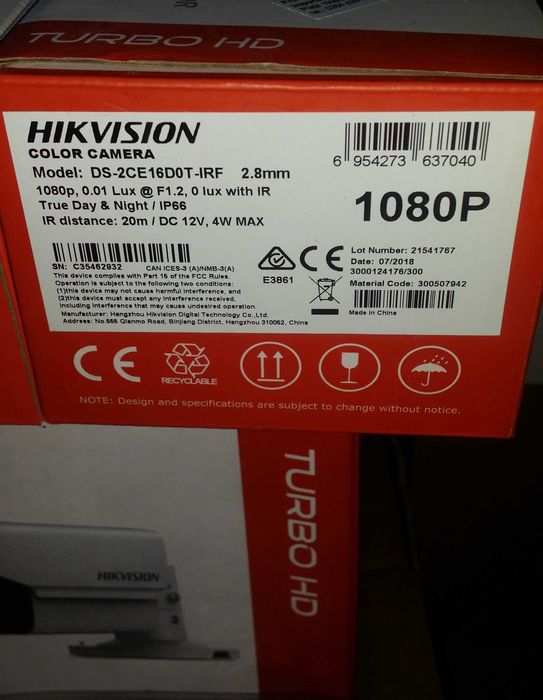 TURBO HD
HIKVISION
COLOR CAMERA
Model: DS-2CE16D0T-IRF 2.8mm
1080p, 0.01 Lux @ F1.2, 0 lux with IR
True Day & Night / IP66
IR distance: 20m / DC 12V, 4W MAX
6 954273 637040
1080P
SN: C35462932 CAN ICES-3 (A)/NMB-3(A)
This device complies with Part 15 of the FCC Rules.
Operation is subject to the following two conditions:
(1)this device may not cause harmful interference, and
(2)this device must accept any interference received,
including interference that may cause undesired operation.
Manufacturer: Hangzhou Hikvision Digital Technology Co.,Ltd.
Address: No.555 Qianmo Road, Binjiang District, Hangzhou 310052, China
E3861
CE
Lot Number: 21541767
Date: 07/2018
3000124176/300
Material Code: 300507942
Made in China
CE
RECYCLABLE
NOTE: Design and specifications are subject to change without notice.
TURBO HD
HIKVISION